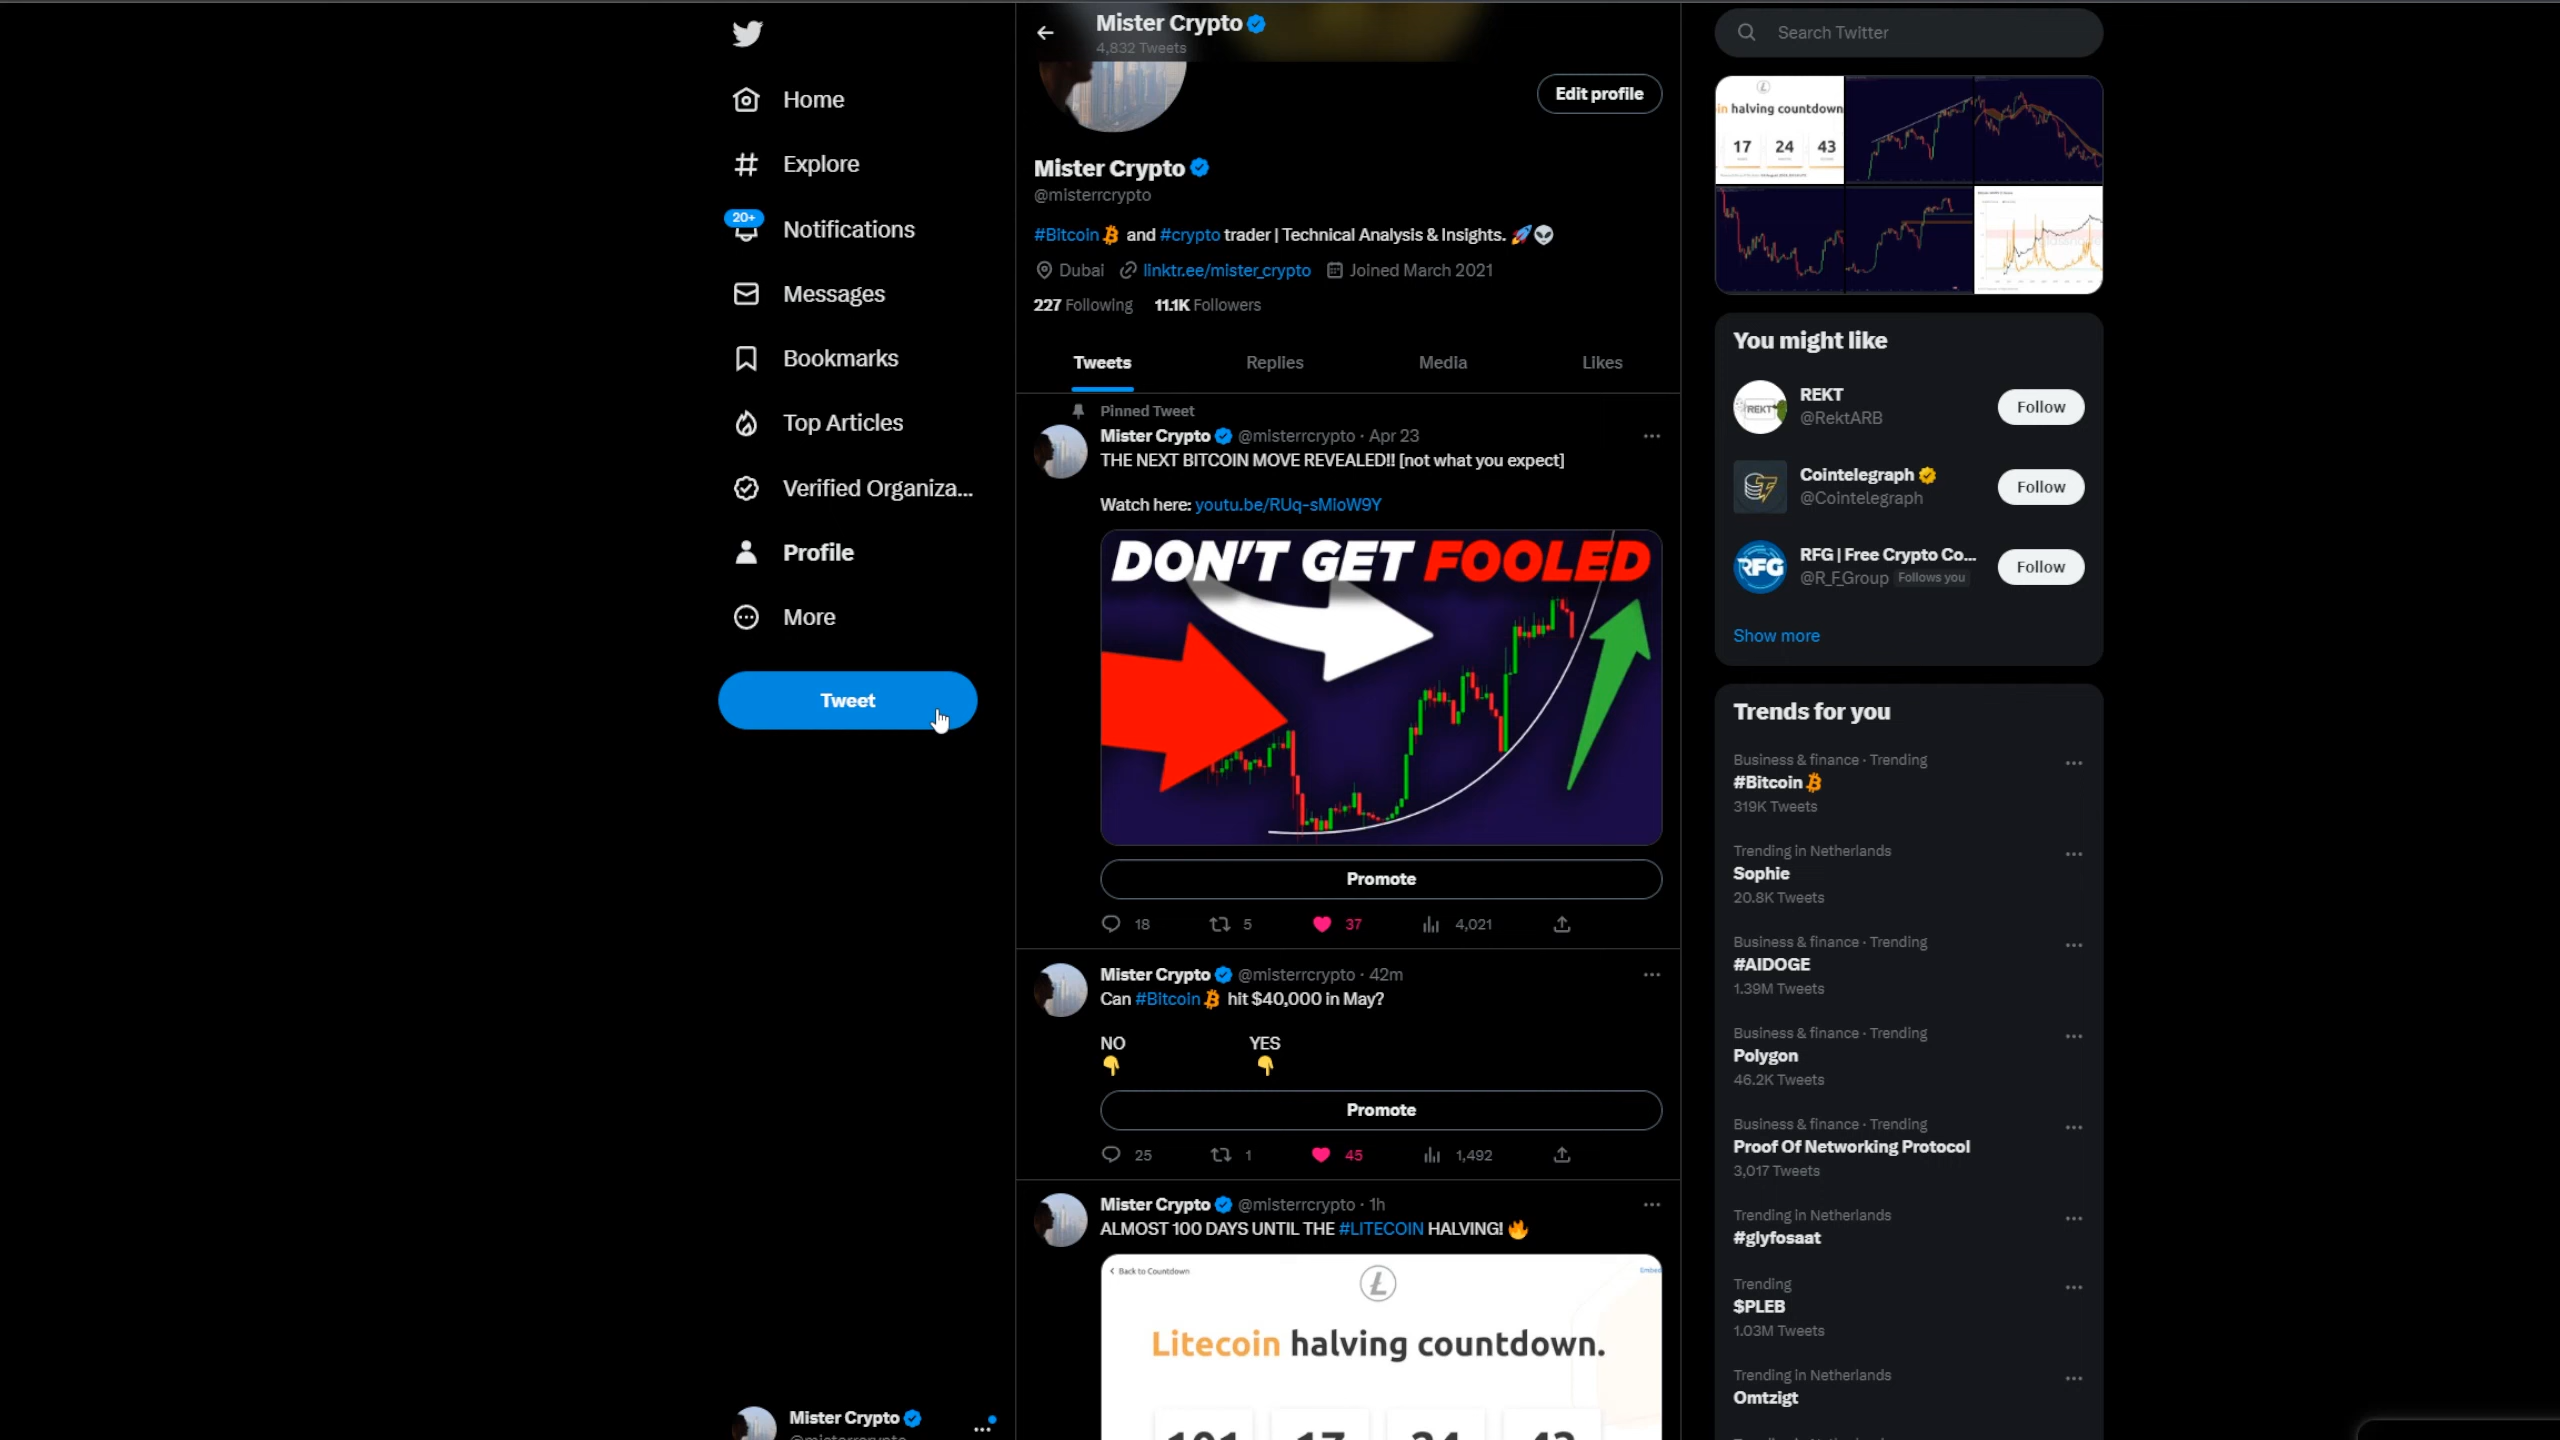 Home
Explore
20+
Notifications
Messages
Bookmarks
Top Articles
Verified Organiza...
Profile
More
Tweet
Mister Crypto
Mister Crypto
4,832 Tweets
Edit profile
Mister Crypto
@misterrcrypto
#Bitcoin and #crypto trader | Technical Analysis & Insights. 🚀👽
Dubai linktr.ee/mister_crypto Joined March 2021
227 Following 11.1K Followers
Tweets Replies Media Likes
Pinned Tweet
Mister Crypto @misterrcrypto · Apr 23
THE NEXT BITCOIN MOVE REVEALED!! [not what you expect]
Watch here: youtu.be/RUq-sMioW9Y
DON'T GET FOOLED
Promote
18 5 37 4,021
Mister Crypto @misterrcrypto · 42m
Can #Bitcoin hit $40,000 in May?
NO YES
👇 👇
Promote
25 1 45 1,492
Mister Crypto @misterrcrypto · 1h
ALMOST 100 DAYS UNTIL THE #LITECOIN HALVING! 🔥
Back to Countdown
Embed
Litecoin halving countdown.
101 17 24 43
Search Twitter
in halving countdown
17 24 43
You might like
REKT
REKT
@RektARB
Follow
Cointelegraph
@Cointelegraph
Follow
RFG
RFG | Free Crypto Co...
@R_F_Group Follows you
Follow
Show more
Trends for you
Business & finance · Trending
#Bitcoin
319K Tweets
Trending in Netherlands
Sophie
20.8K Tweets
Business & finance · Trending
#AIDOGE
1.39M Tweets
Business & finance · Trending
Polygon
46.2K Tweets
Business & finance · Trending
Proof Of Networking Protocol
3,017 Tweets
Trending in Netherlands
#glyfosaat
Trending
$PLEB
1.03M Tweets
Trending in Netherlands
Omtzigt